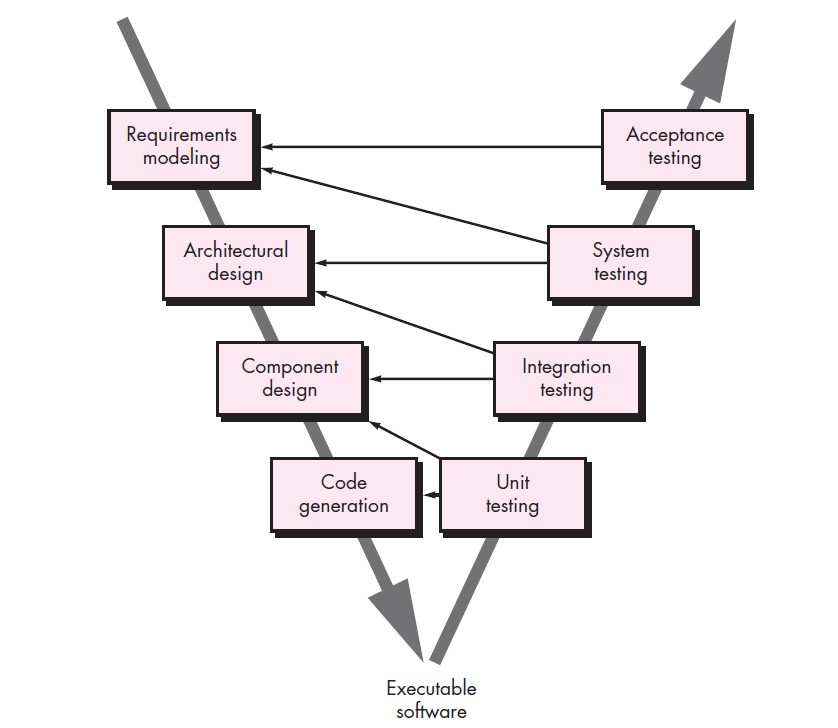 Requirements
modeling
Acceptance
testing
Architectural
design
System
testing
Component
design
Integration
testing
Code
generation
Unit
testing
Executable
software